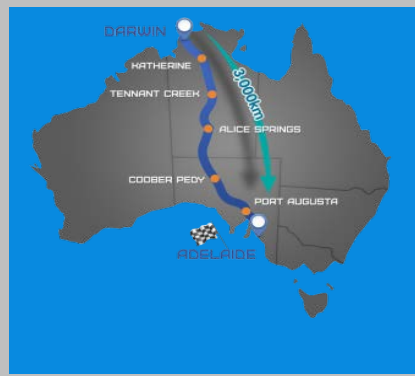 DARWIN
KATHERINE
3,000km
TENNANT CREEK
ALICE SPRINGS
COOBER PEDY
PORT AUGUSTA
ADELAIDE